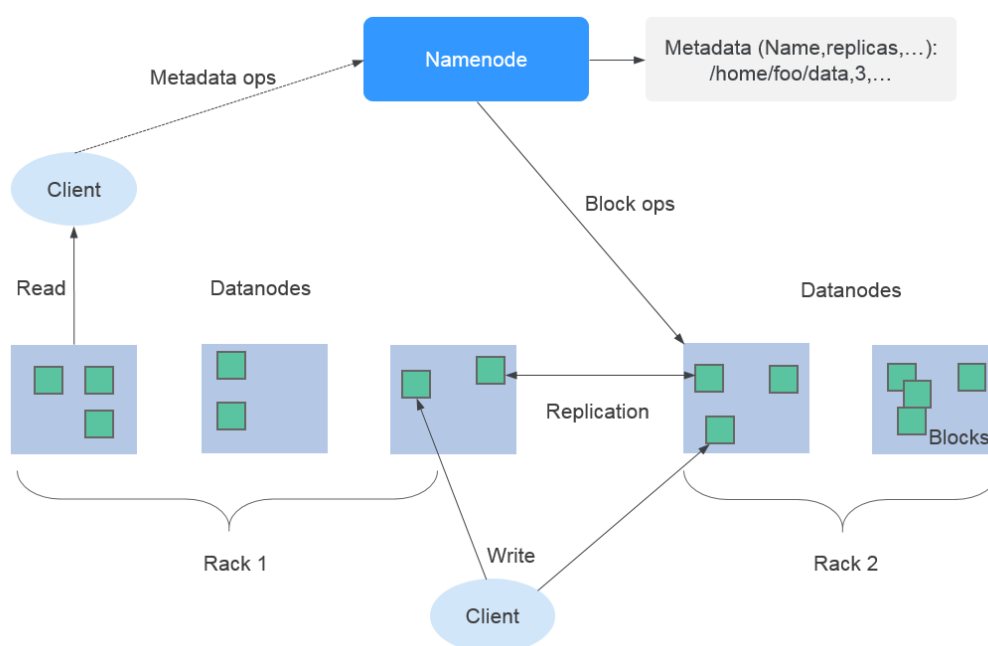 Namenode
Metadata (Name,replicas,…):
/home/foo/data,3,…
Metadata ops
Client
Block ops
Read
Datanodes
Datanodes
Replication
Blocks
Rack 1
Write
Rack 2
Client